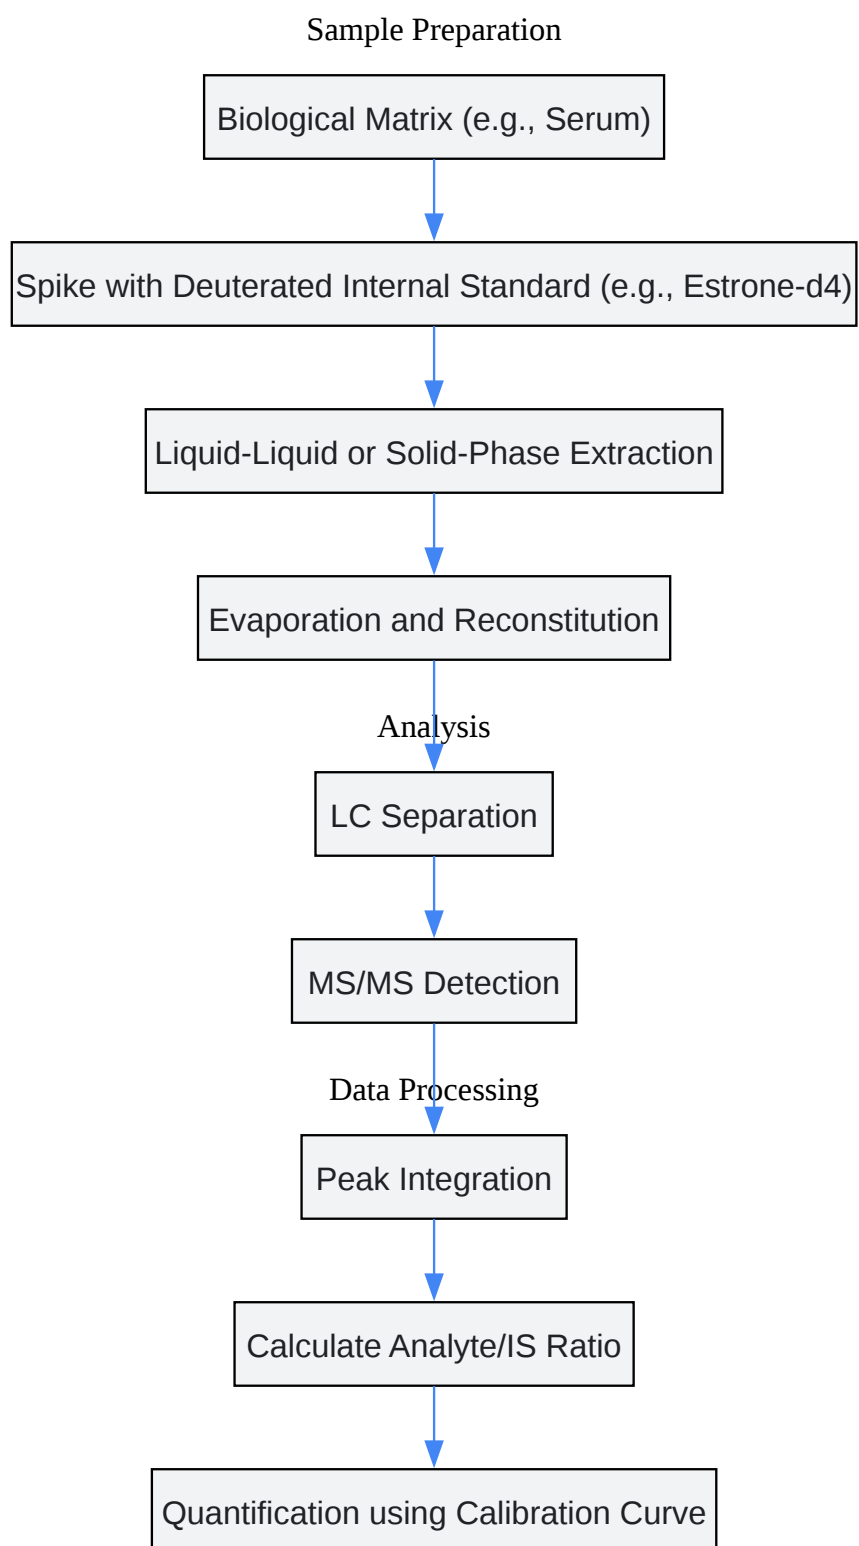 Sample Preparation
Biological Matrix (e.g., Serum)
Spike with Deuterated Internal Standard (e.g., Estrone-d4)
Liquid-Liquid or Solid-Phase Extraction
Evaporation and Reconstitution
Analysis
LC Separation
MS/MS Detection
Data Processing
Peak Integration
Calculate Analyte/IS Ratio
Quantification using Calibration Curve